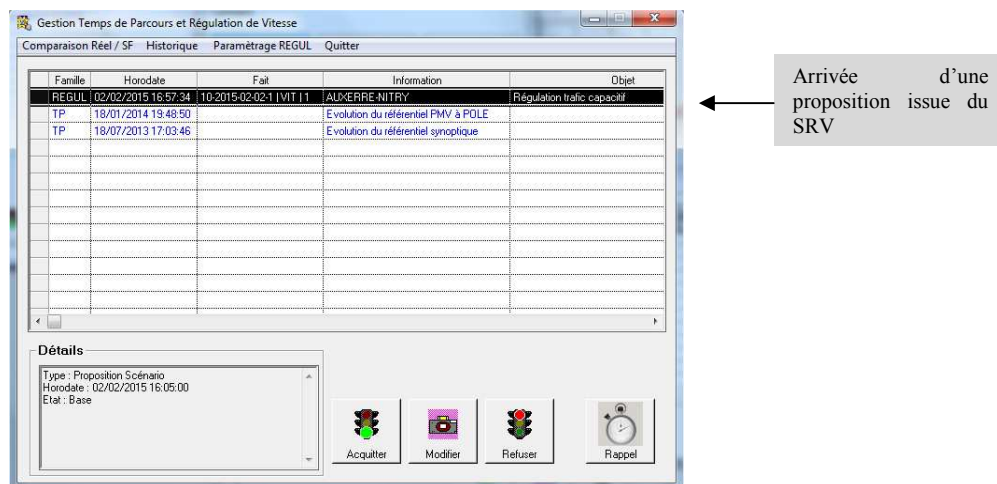 Gestion Temps de Parcours et Régulation de Vitesse
Comparaison Réel / SF Historique Paramètrage REGUL Quitter
Famille Horodate Fait Information Objet
REGUL 02/02/2015 16:57:34 10-2015-02-02-1 | VIT | 1 AUXERRE-NITRY Régulation trafic capacitif
TP 18/01/2014 19:48:50 Evolution du référentiel PMV à POLE
TP 18/07/2013 17:03:46 Evolution du référentiel synoptique
Détails
Type : Proposition Scénario
Horodate : 02/02/2015 16:05:00
Etat : Base
Acquitter Modifier Refuser Rappel
Arrivée d'une
proposition issue du
SRV